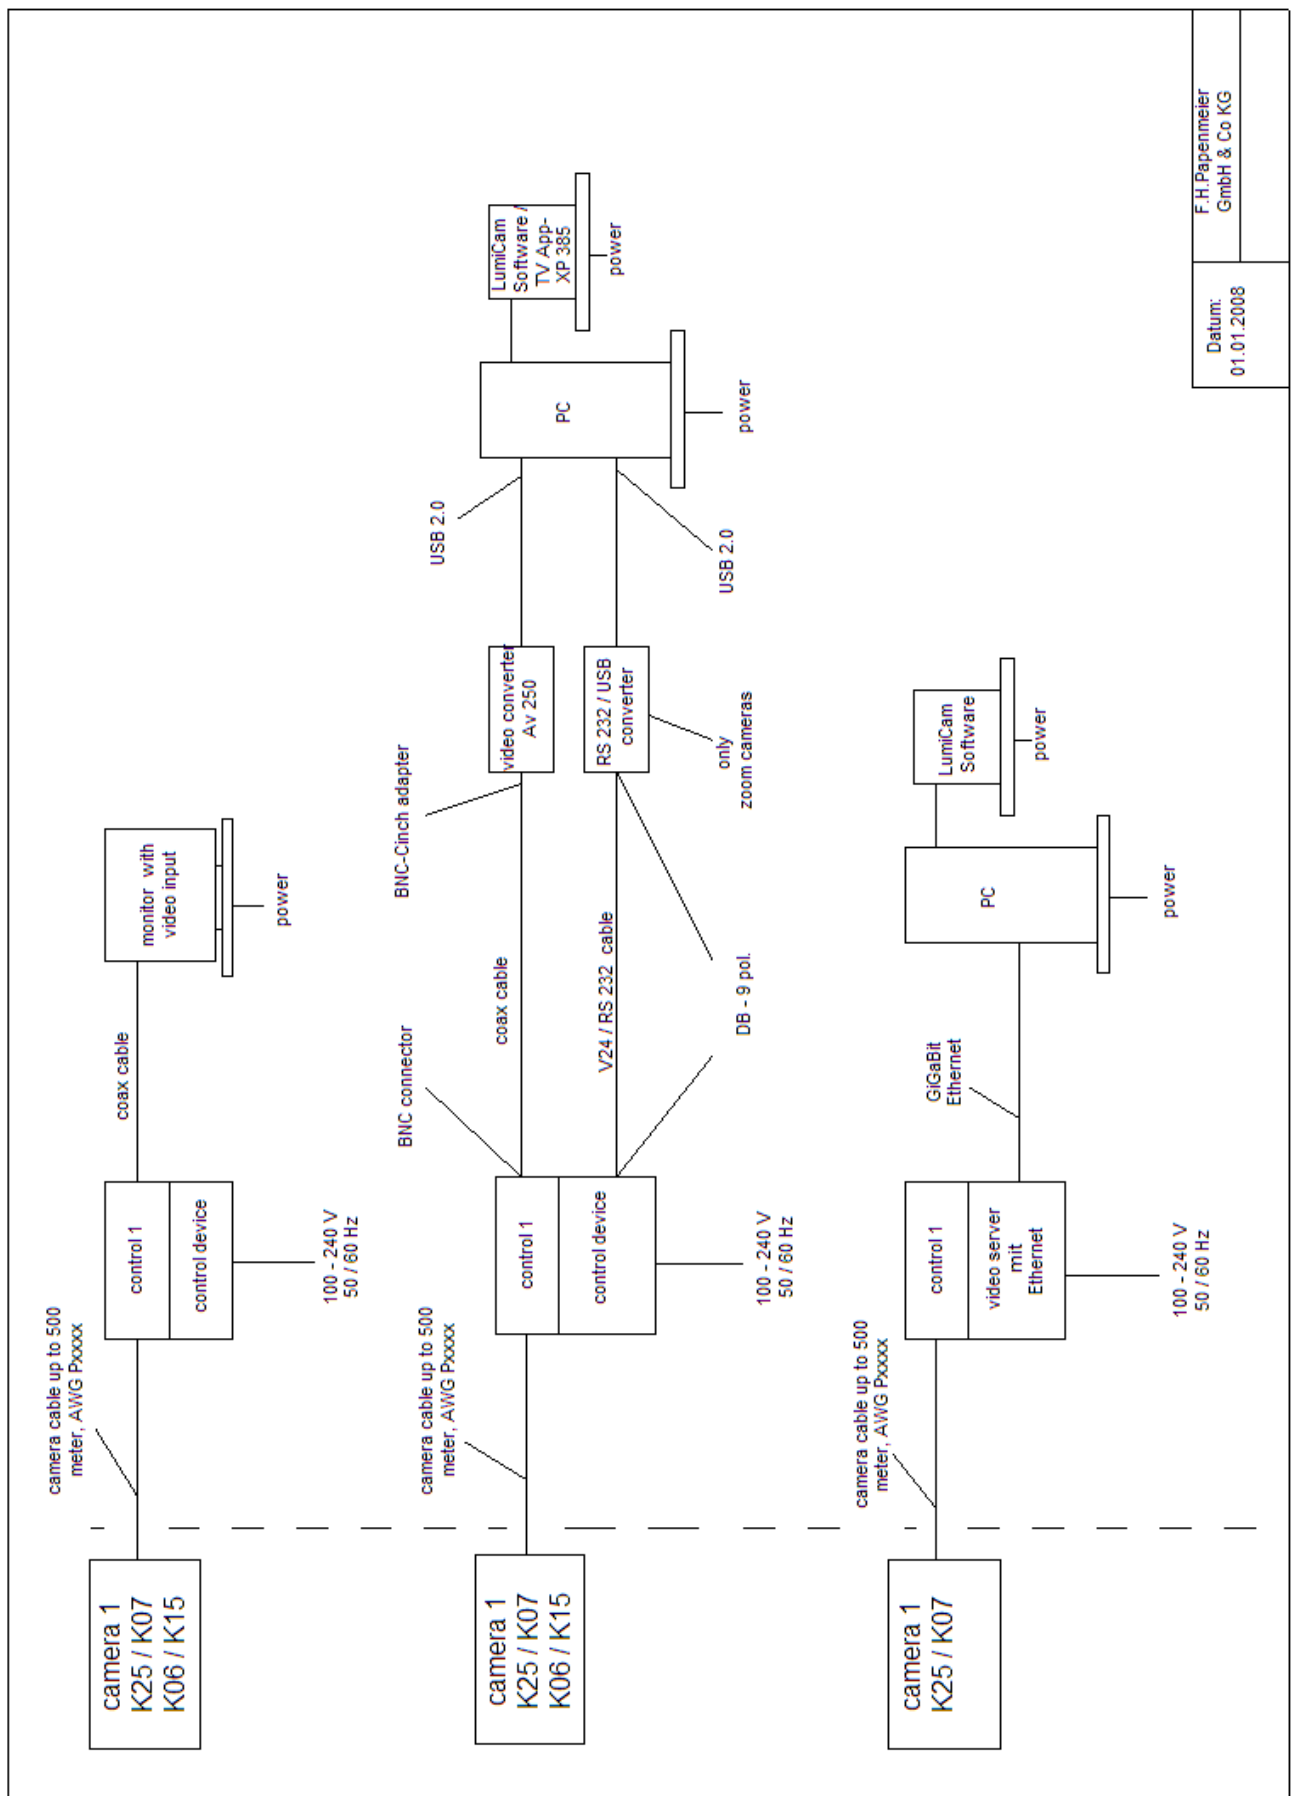 camera 1
K25 / K07
K06 / K15
camera cable up to 500
meter, AWG Pxxxx
control 1
control device
100 - 240 V
50 / 60 Hz
coax cable
monitor with
video input
power
camera 1
K25 / K07
K06 / K15
camera cable up to 500
meter, AWG Pxxxx
control 1
control device
100 - 240 V
50 / 60 Hz
BNC connector
coax cable
V24 / RS 232 cable
DB - 9 pol.
BNC-Cinch adapter
video converter
Av 250
RS 232 / USB
converter
only
zoom cameras
USB 2.0
USB 2.0
PC
power
LumiCam
Software /
TV App-
XP 385
power
camera 1
K25 / K07
camera cable up to 500
meter, AWG Pxxxx
control 1
video server
mit
Ethernet
100 - 240 V
50 / 60 Hz
GiGaBit
Ethernet
PC
power
LumiCam
Software
power
Datum:
01.01.2008
F.H.Papenmeier
GmbH & Co KG